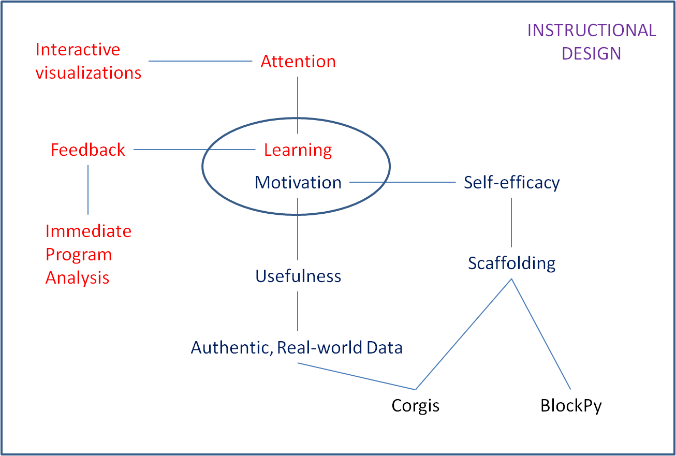 INSTRUCTIONAL
DESIGN
Interactive
visualizations
Attention
Feedback
Learning
Motivation
Self-efficacy
Immediate
Program
Analysis
Usefulness
Scaffolding
Authentic, Real-world Data
Corgis
BlockPy